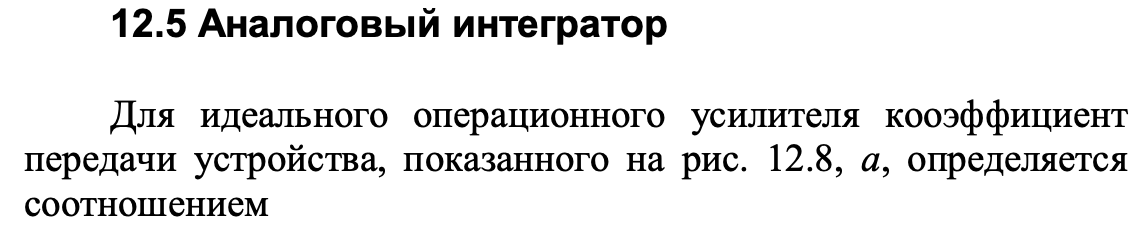 12.5 Аналоговый интегратор
Для идеального операционного усилителя кооэффициент
передачи устройства, показанного на рис. 12.8, а, определяется
соотношением